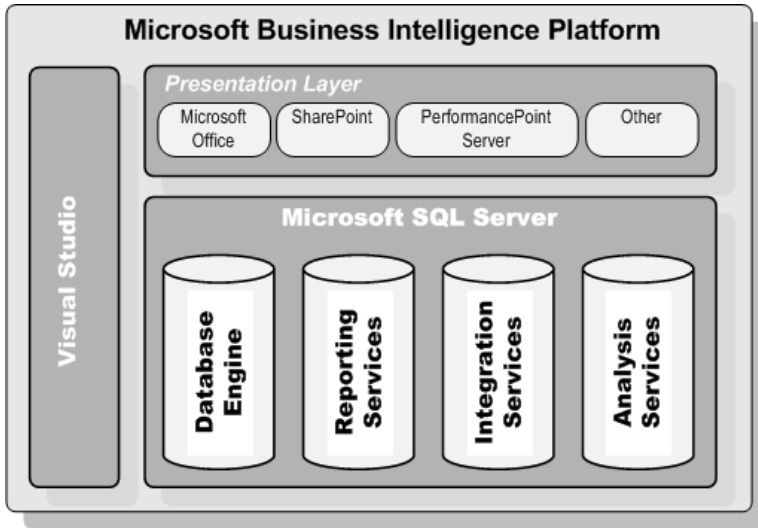 Microsoft Business Intelligence Platform
Visual Studio
Presentation Layer
Microsoft
Office
SharePoint
PerformancePoint
Server
Other
Microsoft SQL Server
Database
Engine
Reporting
Services
Integration
Services
Analysis
Services